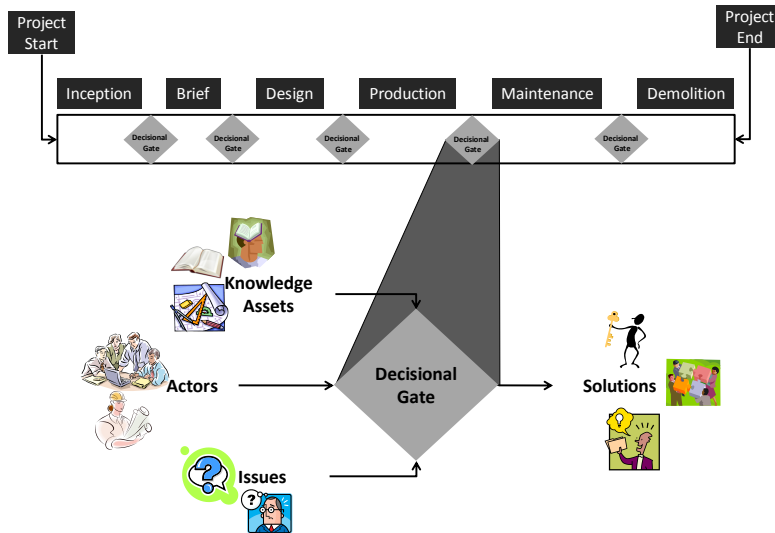 Project
Start
Project
End
Inception
Brief
Design
Production
Maintenance
Demolition
Decisional
Gate
Decisional
Gate
Decisional
Gate
Decisional
Gate
Decisional
Gate
Knowledge
Assets
Actors
Decisional
Gate
Solutions
Issues
?
?